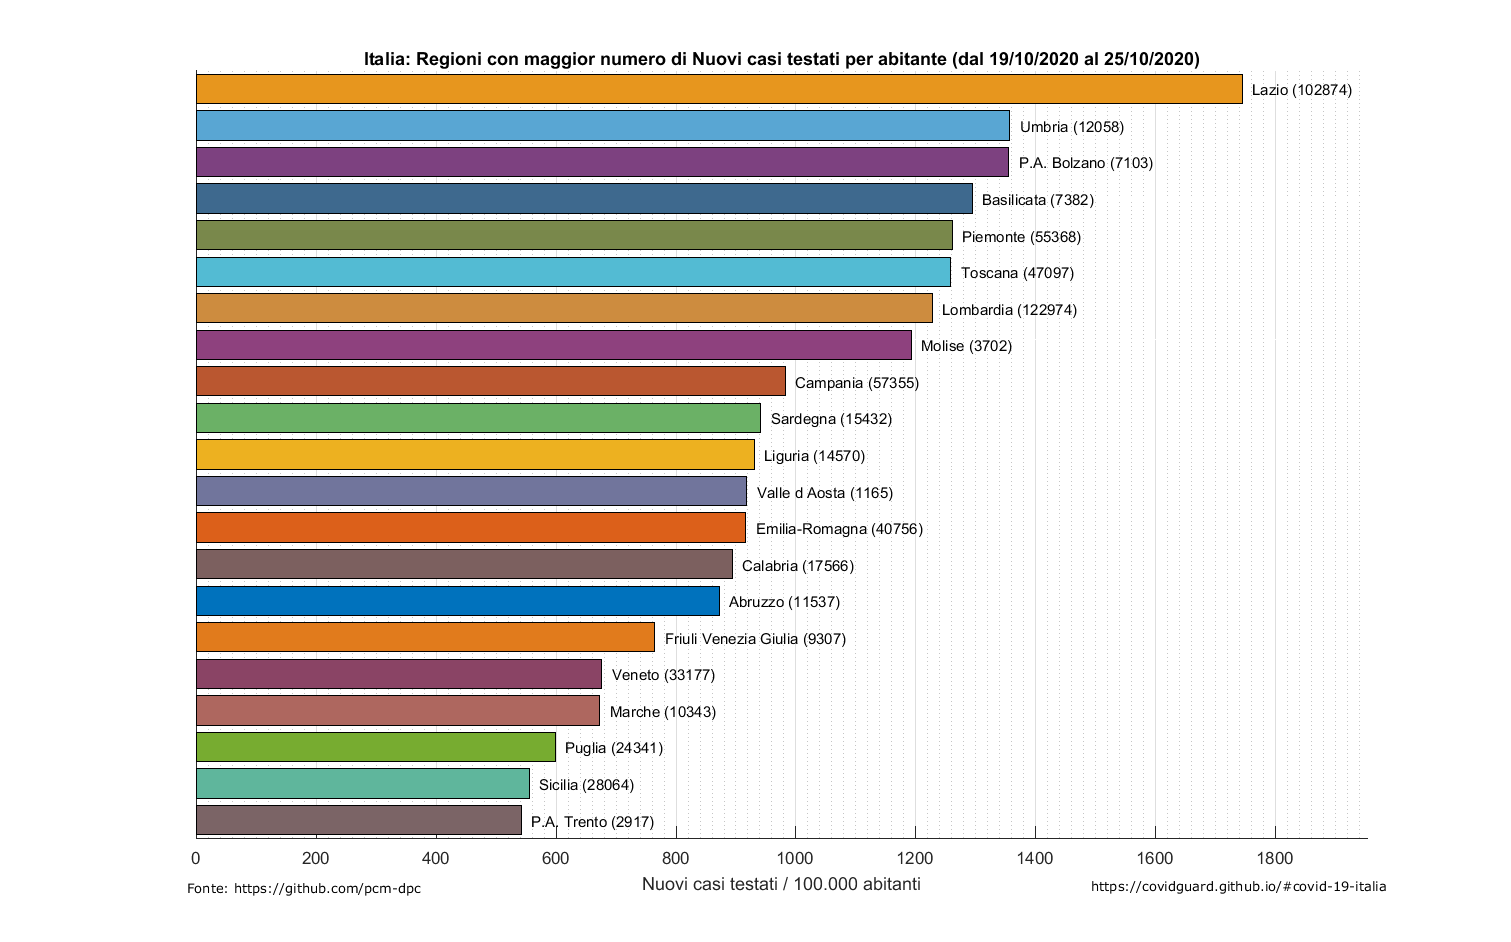 Italia: Regioni con maggior numero di Nuovi casi testati per abitante (dal 19/10/2020 al 25/10/2020)
Lazio (102874)
Umbria (12058)
P.A. Bolzano (7103)
Basilicata (7382)
Piemonte (55368)
Toscana (47097)
Lombardia (122974)
Molise (3702)
Campania (57355)
Sardegna (15432)
Liguria (14570)
Valle d Aosta (1165)
Emilia-Romagna (40756)
Calabria (17566)
Abruzzo (11537)
Friuli Venezia Giulia (9307)
Veneto (33177)
Marche (10343)
Puglia (24341)
Sicilia (28064)
P.A. Trento (2917)
0 200 400 600 800 1000 1200 1400 1600 1800
Nuovi casi testati / 100.000 abitanti
Fonte: https://github.com/pcm-dpc
https://covidguard.github.io/#covid-19-italia